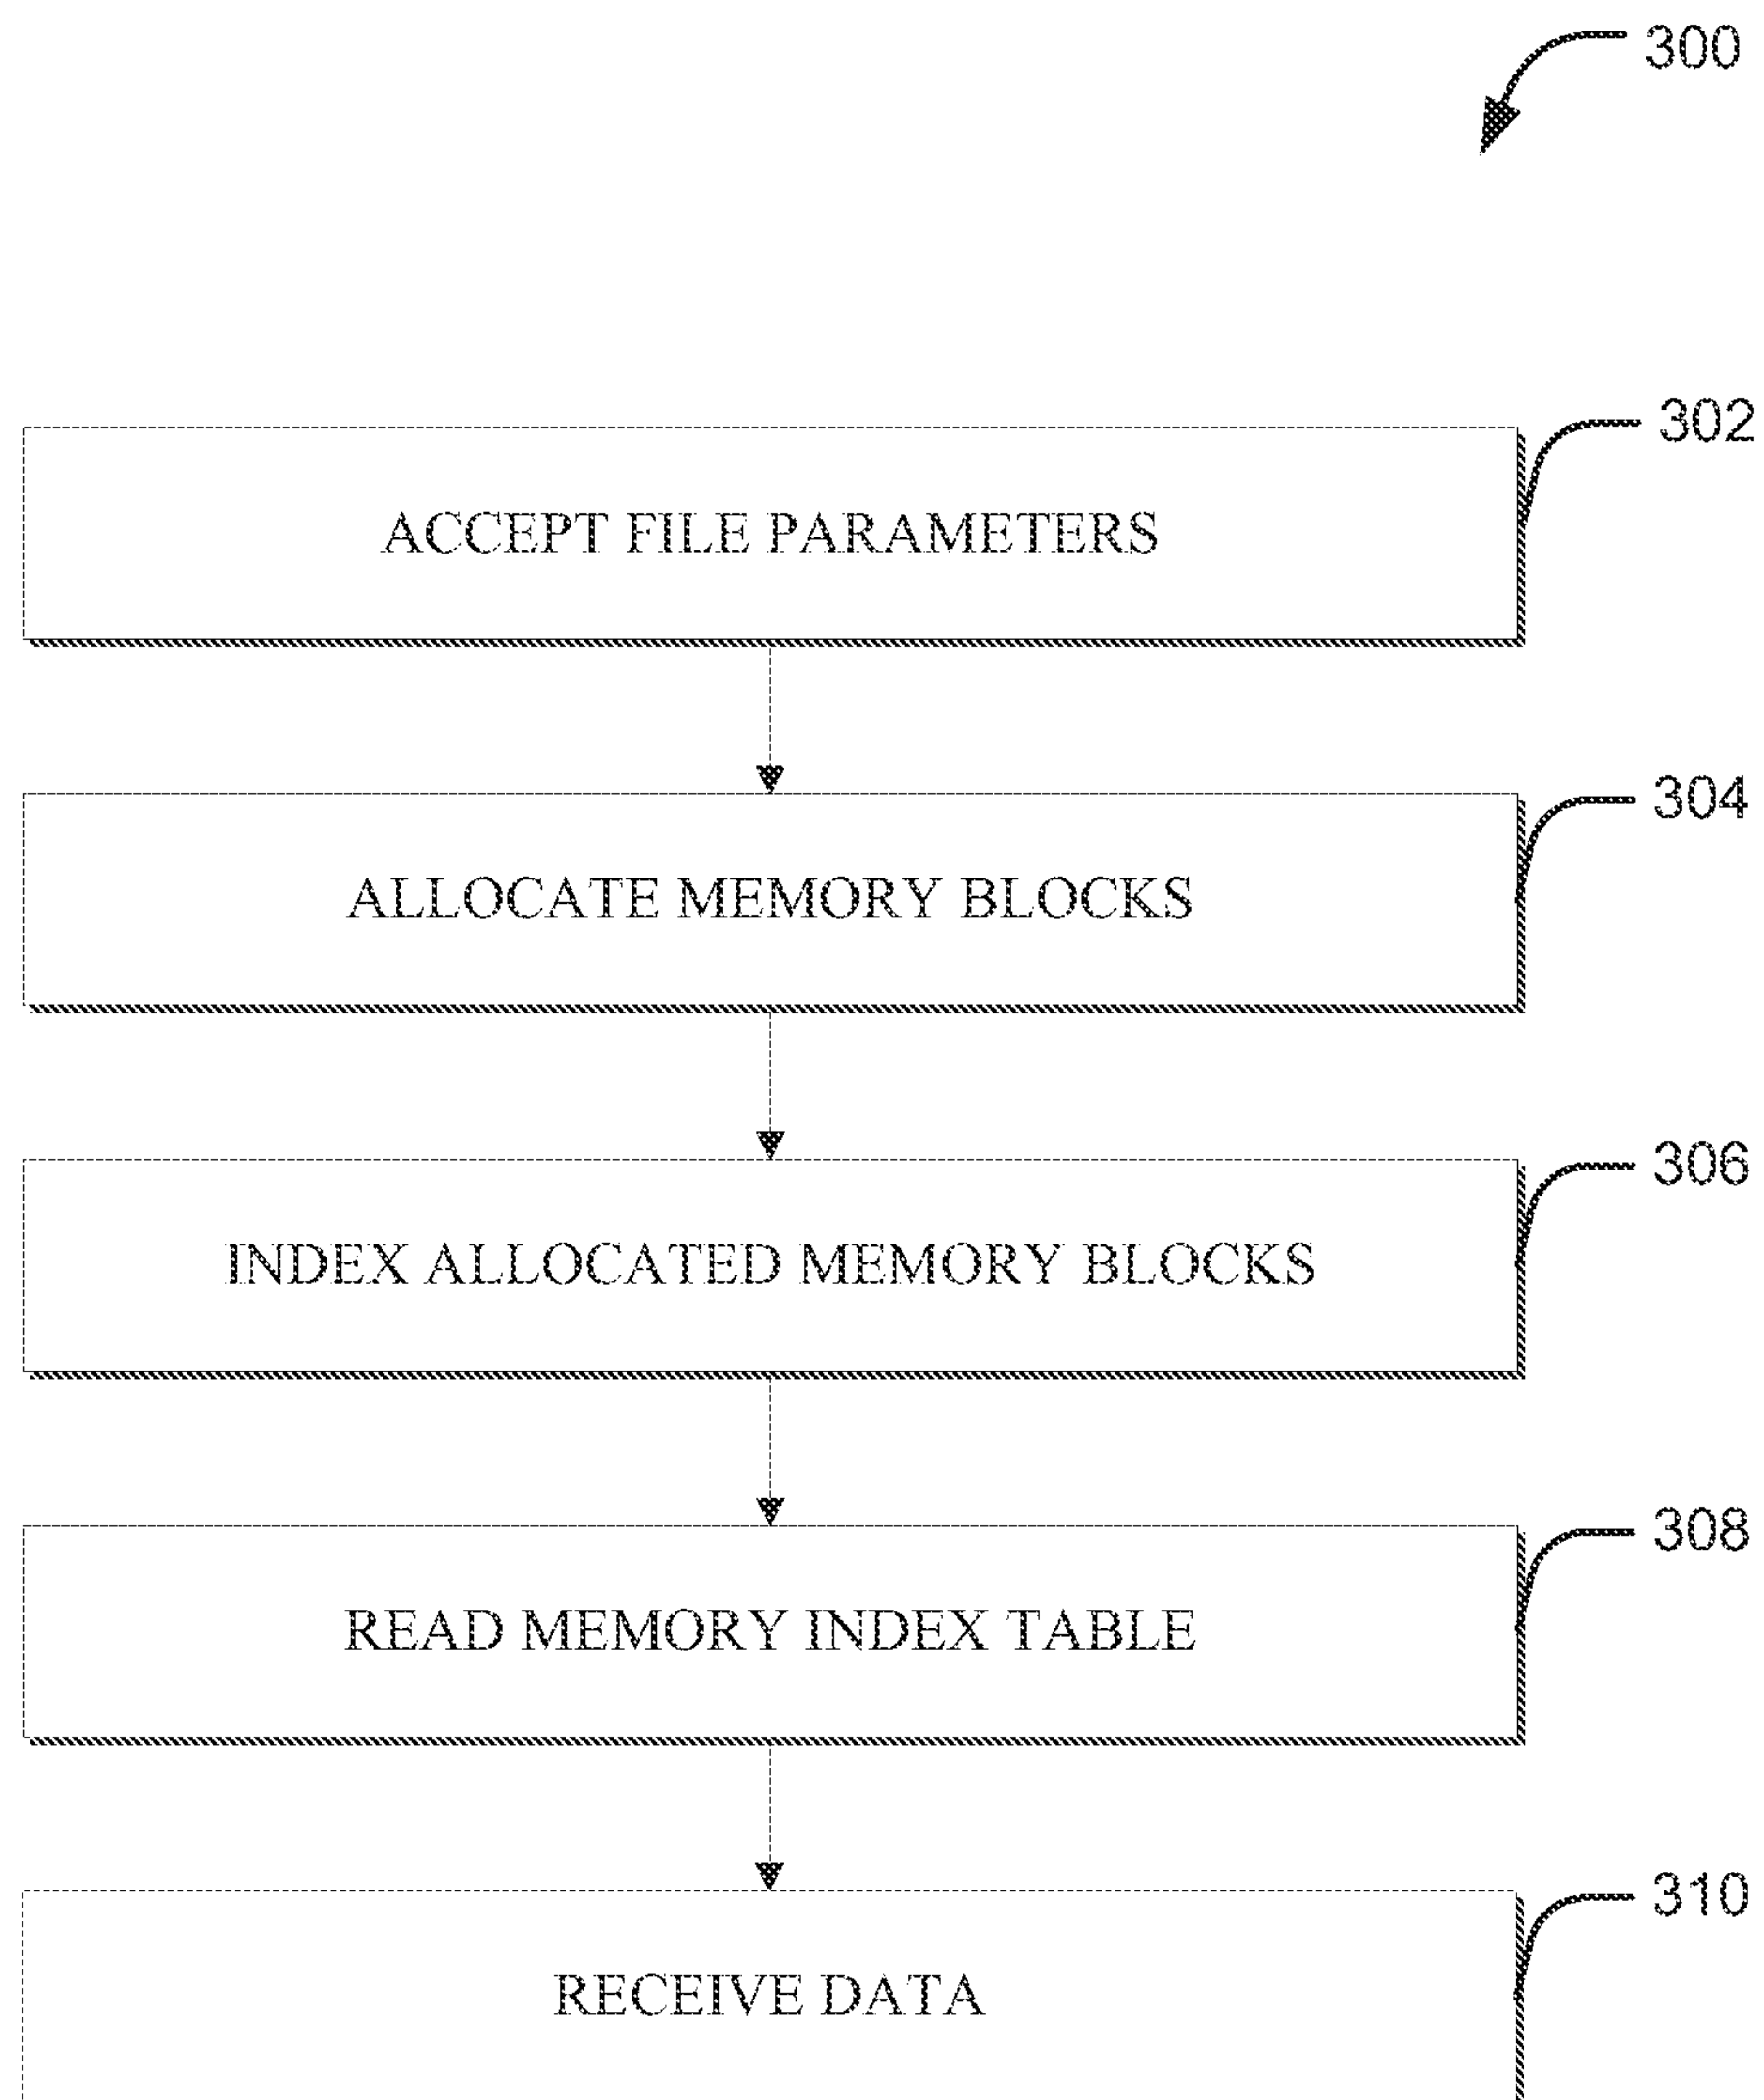 300
302
ACCEPT FILE PARAMETERS
304
ALLOCATE MEMORY BLOCKS
306
INDEX ALLOCATED MEMORY BLOCKS
308
READ MEMORY INDEX TABLE
310
RECEIVE DATA